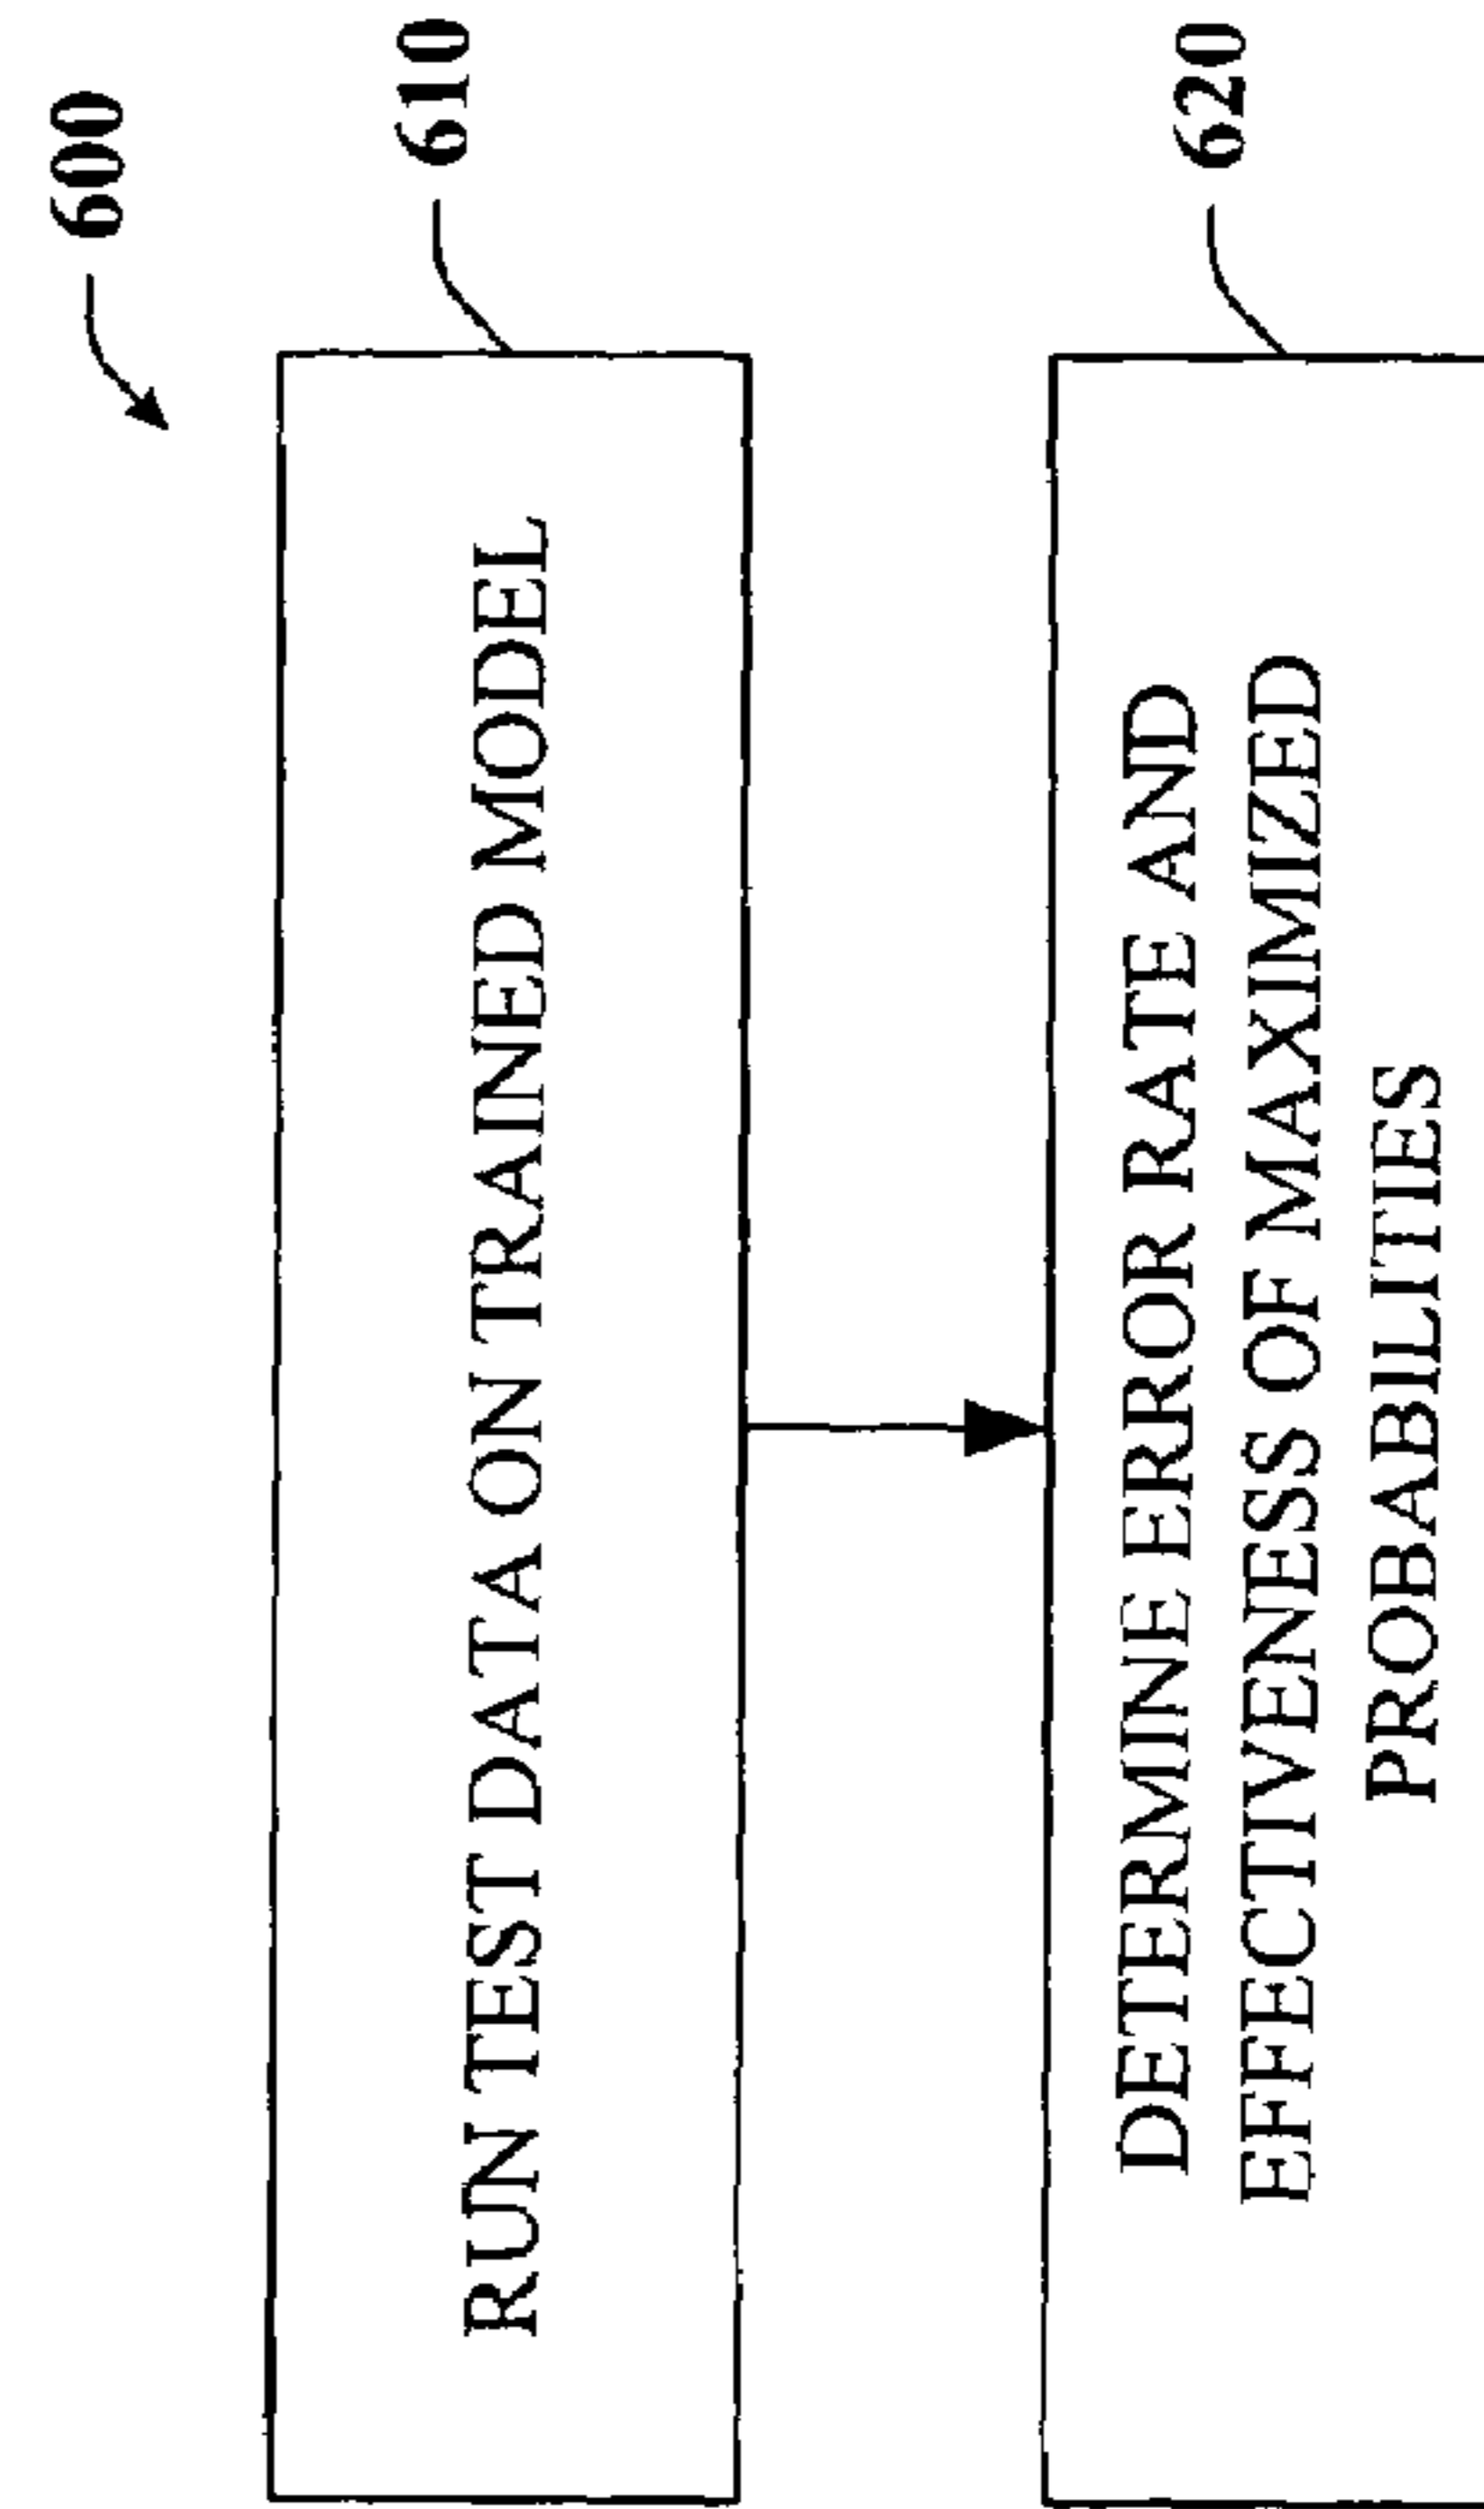 600
610
RUN TEST DATA ON TRAINED MODEL
620
DETERMINE ERROR RATE AND
EFFECTIVENESS OF MAXIMIZED
PROBABILITIES